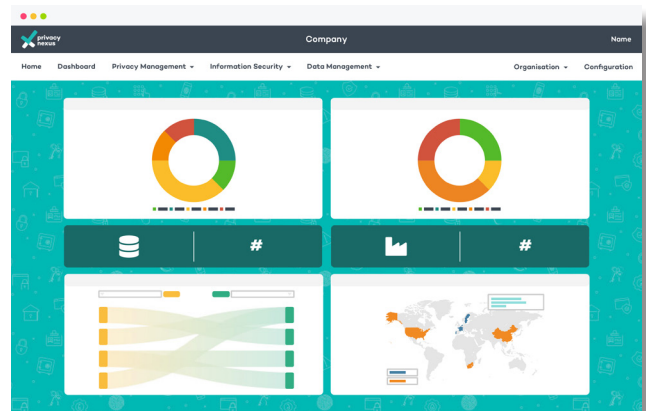 privacy
nexus
Company
Name
Home Dashboard Privacy Management Information Security Data Management Organisation Configuration
#
#